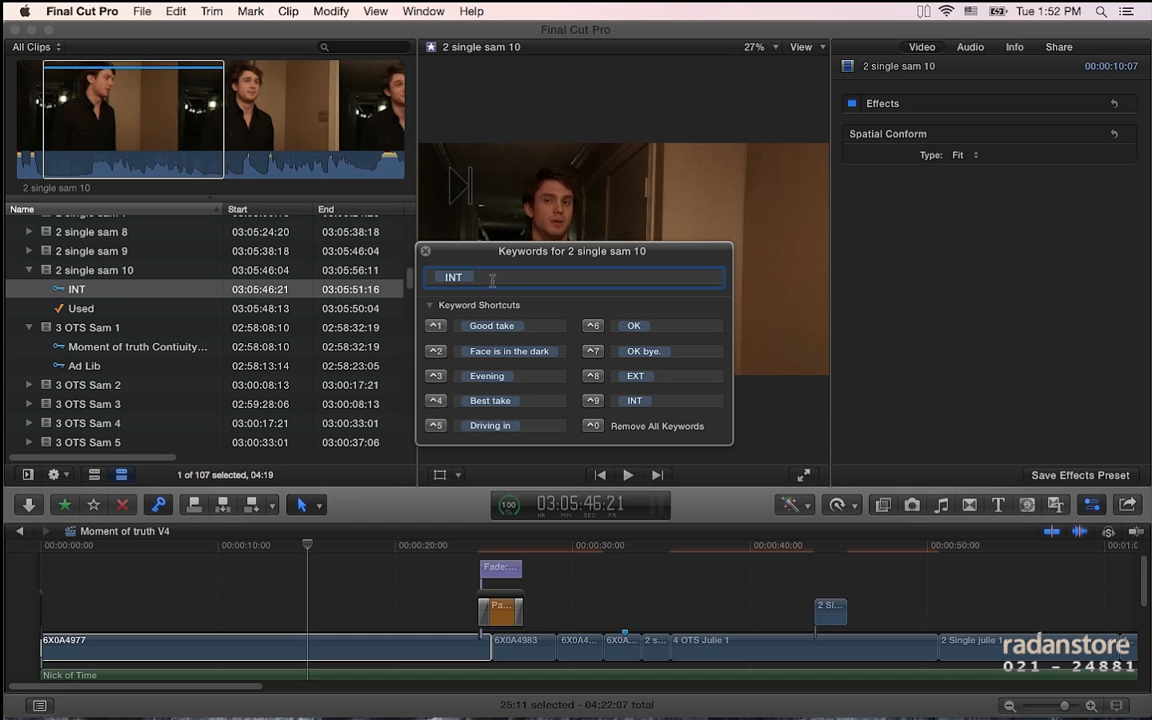 Final Cut Pro File Edit Trim Mark Clip Modify View Window Help Tue 1:52 PM
Final Cut Pro
All Clips
2 single sam 10 27% View
Video Audio Info Share
2 single sam 10 00:00:10:07
Effects
Spatial Conform
Type: Fit
2 single sam 10
Name Start End
2 single sam 8 03:05:24:20 03:05:38:18
2 single sam 9 03:05:38:18 03:05:46:04
2 single sam 10 03:05:46:04 03:05:56:11
INT 03:05:46:21 03:05:51:16
Used 03:05:48:13 03:05:50:04
3 OTS Sam 1 02:58:08:10 02:58:32:19
Moment of truth Contiuity... 02:58:08:10 02:58:32:19
Ad Lib 02:58:13:14 02:58:23:05
3 OTS Sam 2 03:00:08:13 03:00:17:21
3 OTS Sam 3 02:59:28:06 03:00:08:13
3 OTS Sam 4 03:00:17:21 03:00:33:01
3 OTS Sam 5 03:00:33:01 03:00:37:06
Keywords for 2 single sam 10
INT
Keyword Shortcuts
^1 Good take ^6 OK
^2 Face is in the dark ^7 OK bye.
^3 Evening ^8 EXT
^4 Best take ^9 INT
^5 Driving in ^0 Remove All Keywords
1 of 107 selected, 04:19
Save Effects Preset
100 03:05:46:21
HR MIN SEC FR
Moment of truth V4
00:00:00:00 00:00:10:00 00:00:20:00 00:00:30:00 00:00:40:00 00:00:50:00 00:01:0
Fade:...
Pa... 2 Si...
6X0A4977 6X0A4983 6X0A4... 6X0A... 2 s... 4 OTS Julie 1 2 Single julie 1
Nick of Time
radanstore
021 - 24881
25:11 selected - 04:22:07 total